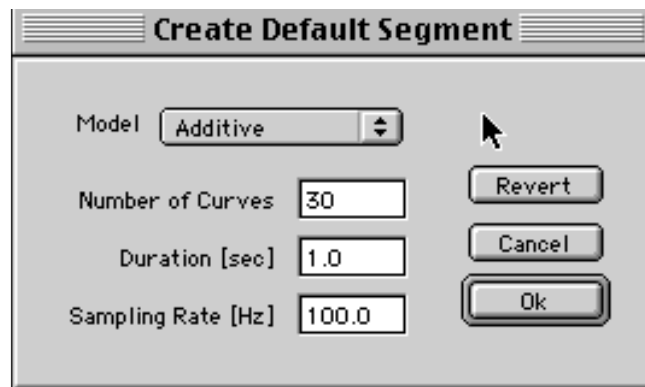 Create Default Segment
Model Additive
Number of Curves 30
Revert
Duration [sec] 1.0
Cancel
Sampling Rate [Hz] 100.0
Ok